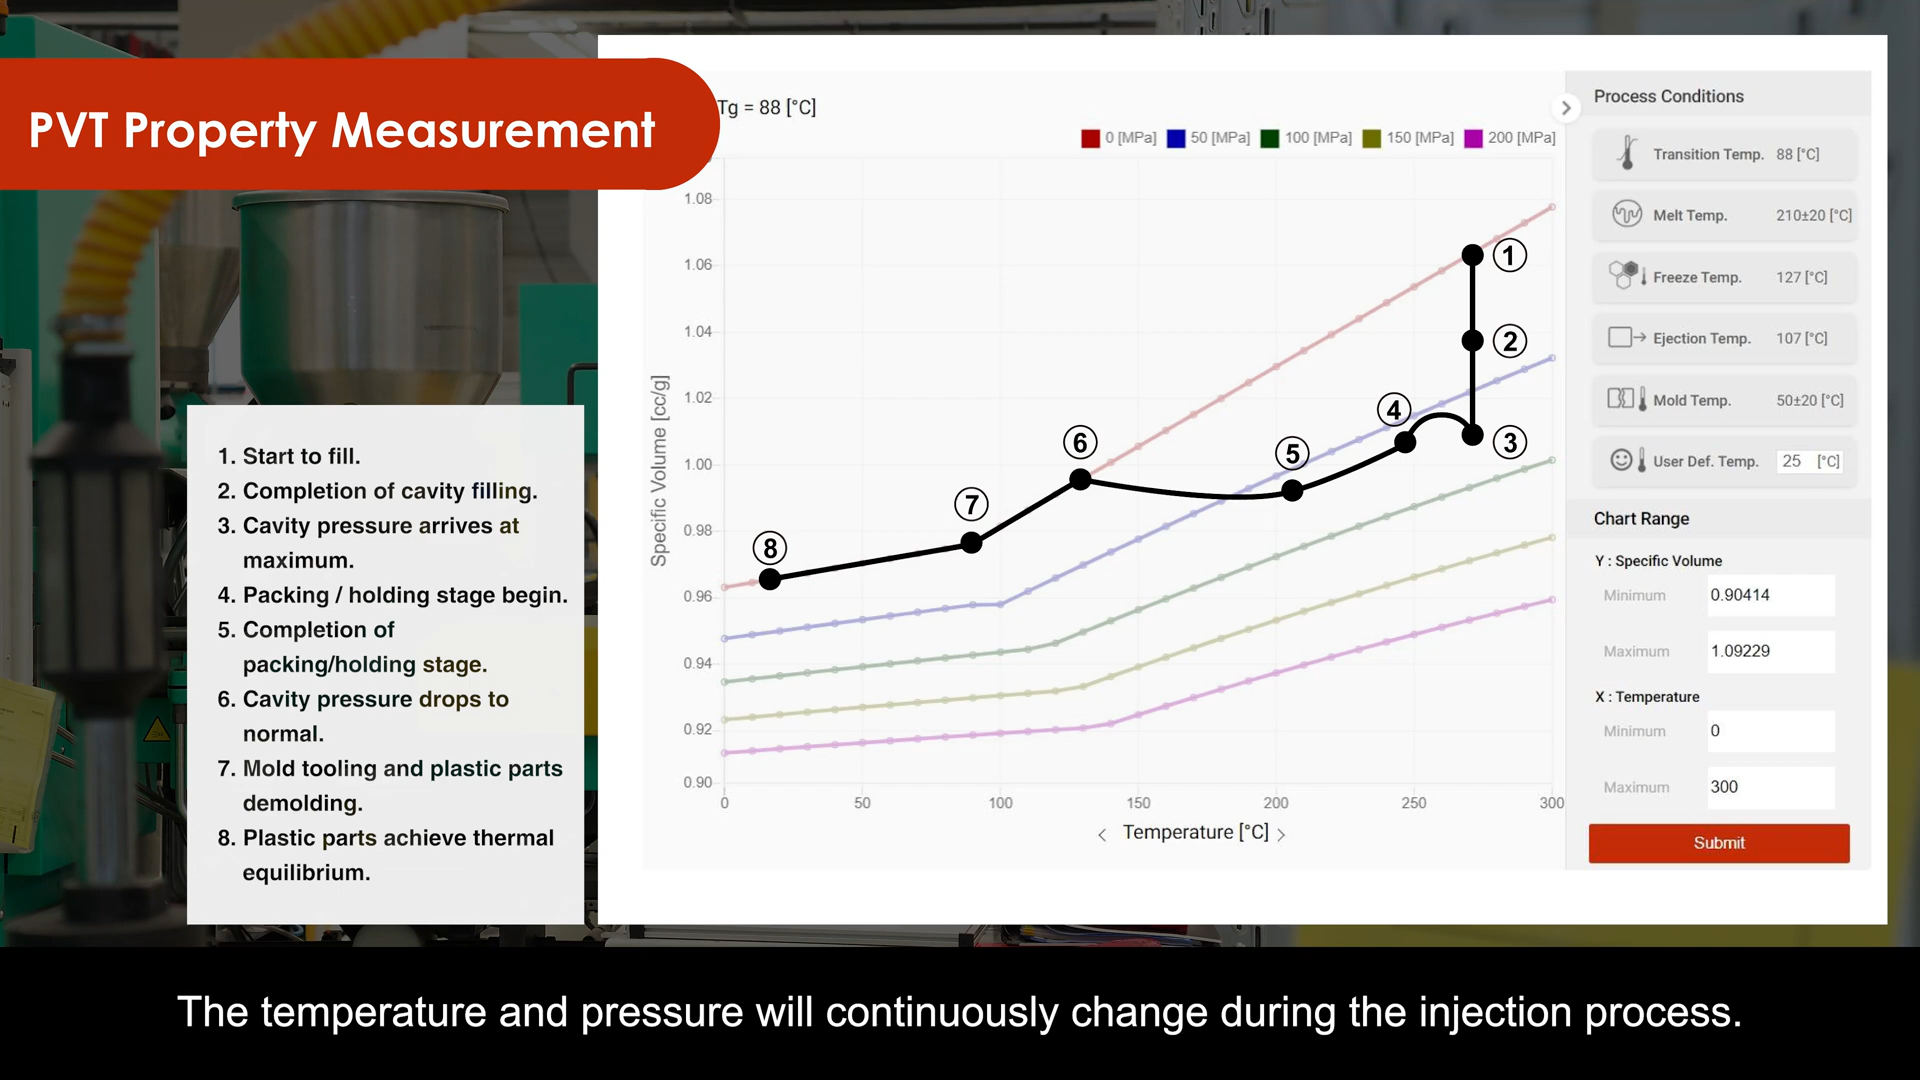 PVT Property Measurement
Tg = 88 [°C]
0 [MPa] 50 [MPa] 100 [MPa] 150 [MPa] 200 [MPa]
1.08
1.06
1.04
1.02
1.00
0.98
0.96
0.94
0.92
0.90
Specific Volume [cc/g]
0 50 100 150 200 250 300
< Temperature [°C] >
1
2
3
4
5
6
7
8
1. Start to fill.
2. Completion of cavity filling.
3. Cavity pressure arrives at
maximum.
4. Packing / holding stage begin.
5. Completion of
packing/holding stage.
6. Cavity pressure drops to
normal.
7. Mold tooling and plastic parts
demolding.
8. Plastic parts achieve thermal
equilibrium.
Process Conditions
Transition Temp. 88 [°C]
Melt Temp. 210±20 [°C]
Freeze Temp. 127 [°C]
Ejection Temp. 107 [°C]
Mold Temp. 50±20 [°C]
User Def. Temp. 25 [°C]
Chart Range
Y : Specific Volume
Minimum 0.90414
Maximum 1.09229
X : Temperature
Minimum 0
Maximum 300
Submit
The temperature and pressure will continuously change during the injection process.